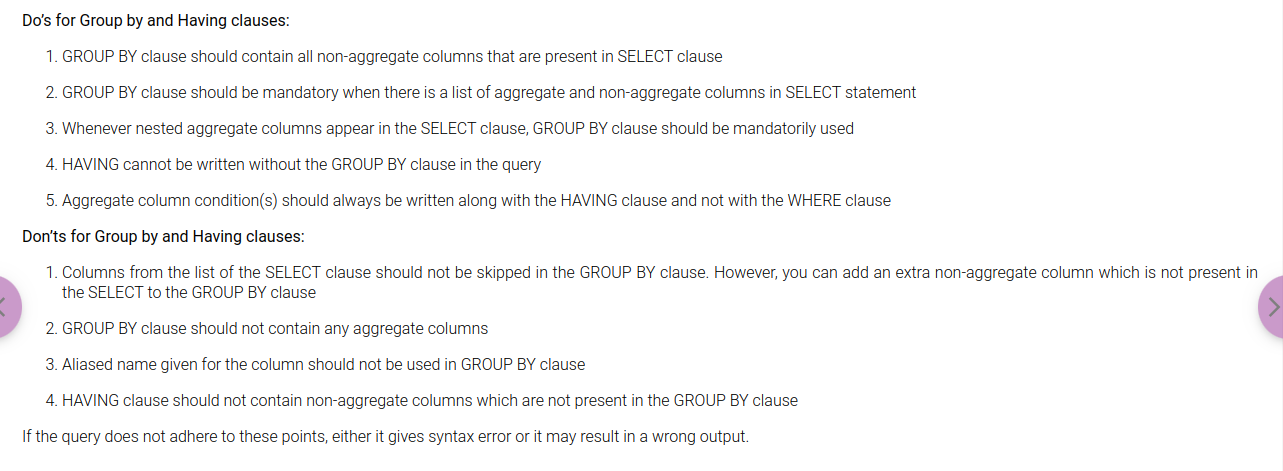 Do's for Group by and Having clauses:
1. GROUP BY clause should contain all non-aggregate columns that are present in SELECT clause
2. GROUP BY clause should be mandatory when there is a list of aggregate and non-aggregate columns in SELECT statement
3. Whenever nested aggregate columns appear in the SELECT clause, GROUP BY clause should be mandatorily used
4. HAVING cannot be written without the GROUP BY clause in the query
5. Aggregate column condition(s) should always be written along with the HAVING clause and not with the WHERE clause
Don'ts for Group by and Having clauses:
1. Columns from the list of the SELECT clause should not be skipped in the GROUP BY clause. However, you can add an extra non-aggregate column which is not present in
the SELECT to the GROUP BY clause
2. GROUP BY clause should not contain any aggregate columns
3. Aliased name given for the column should not be used in GROUP BY clause
4. HAVING clause should not contain non-aggregate columns which are not present in the GROUP BY clause
If the query does not adhere to these points, either it gives syntax error or it may result in a wrong output.